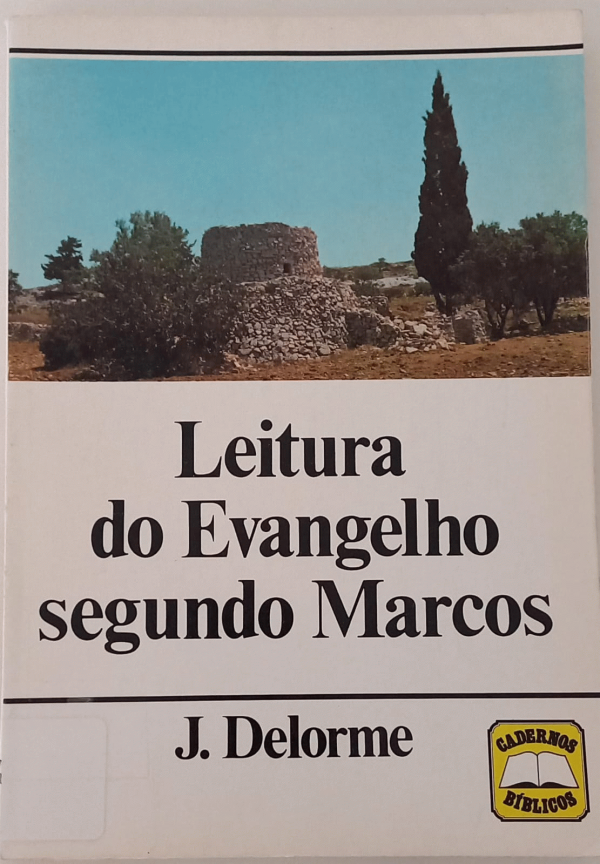 Leitura
do Evangelho
segundo Marcos
J. Delorme
CADERNOS
BÍBLICOS